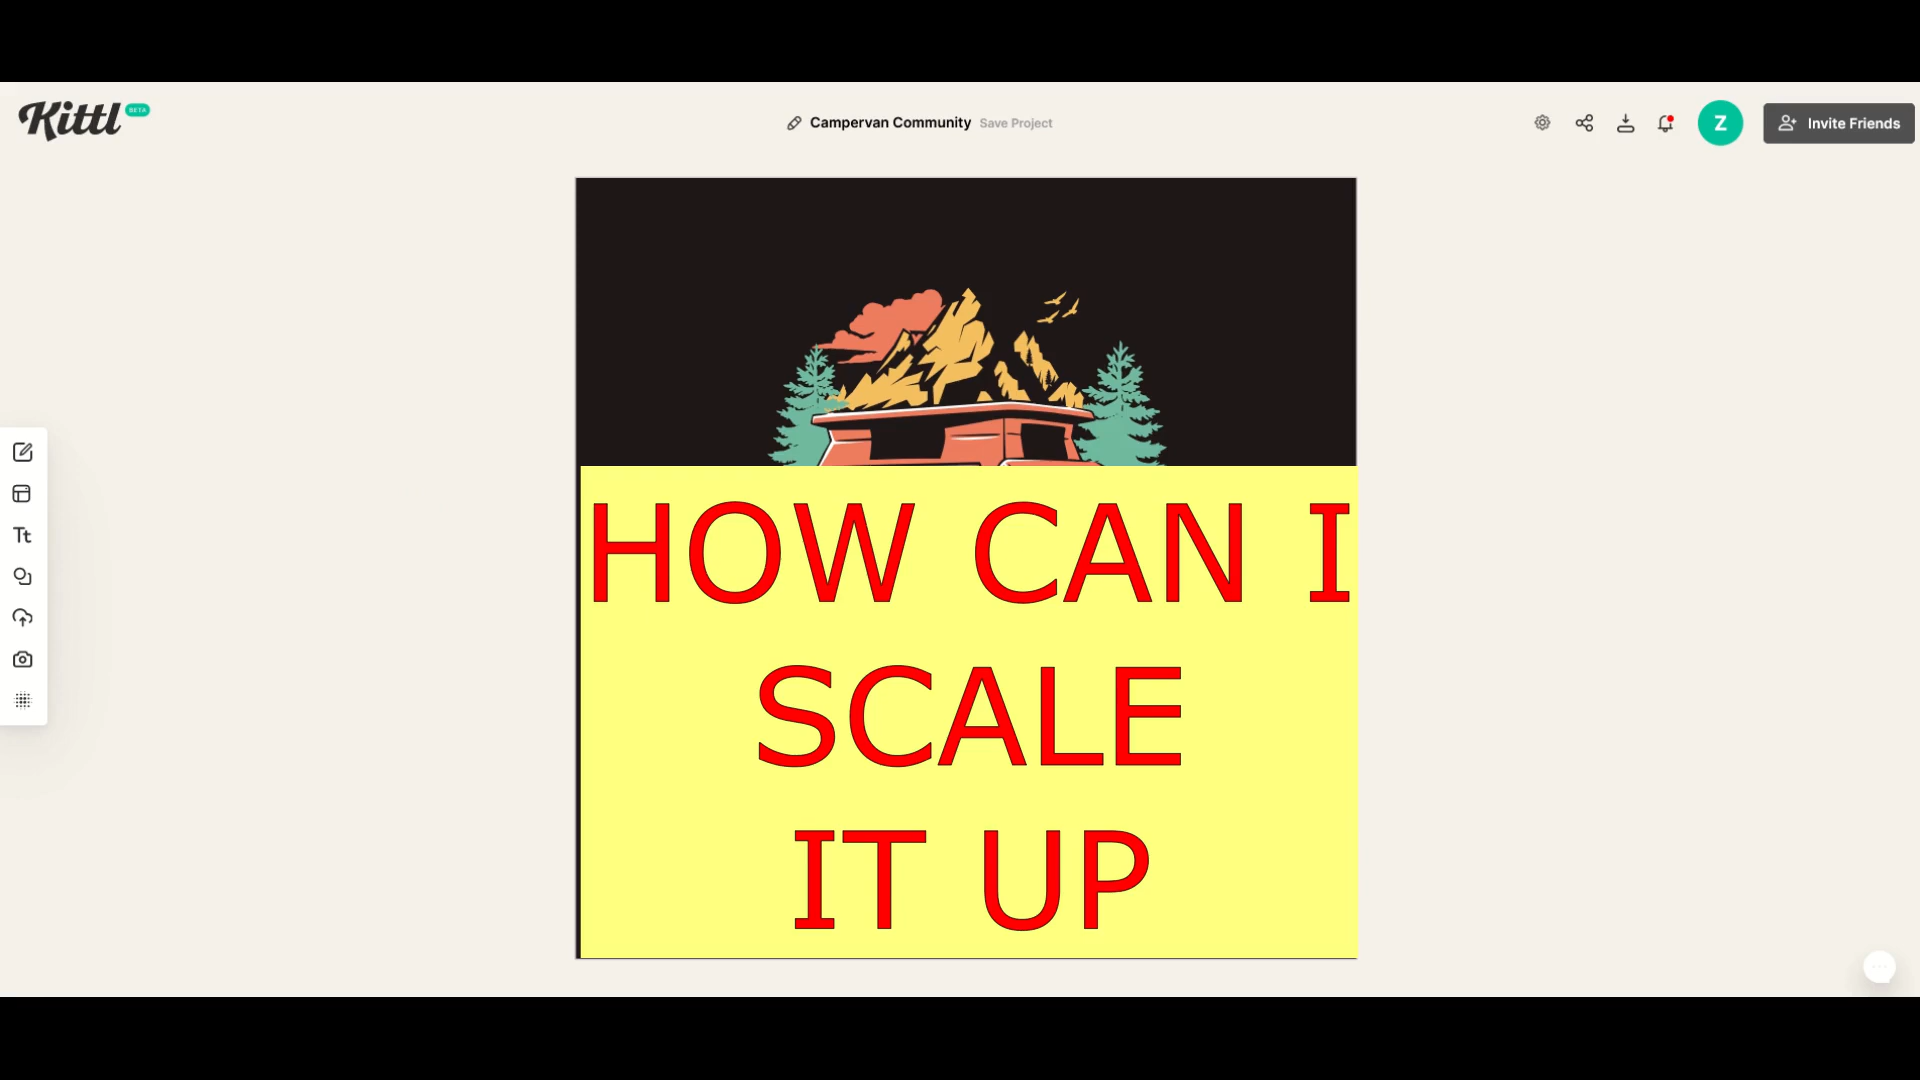 Kittl BETA
Campervan Community Save Project
Z
Invite Friends
Tt
HOW CAN I
SCALE
IT UP